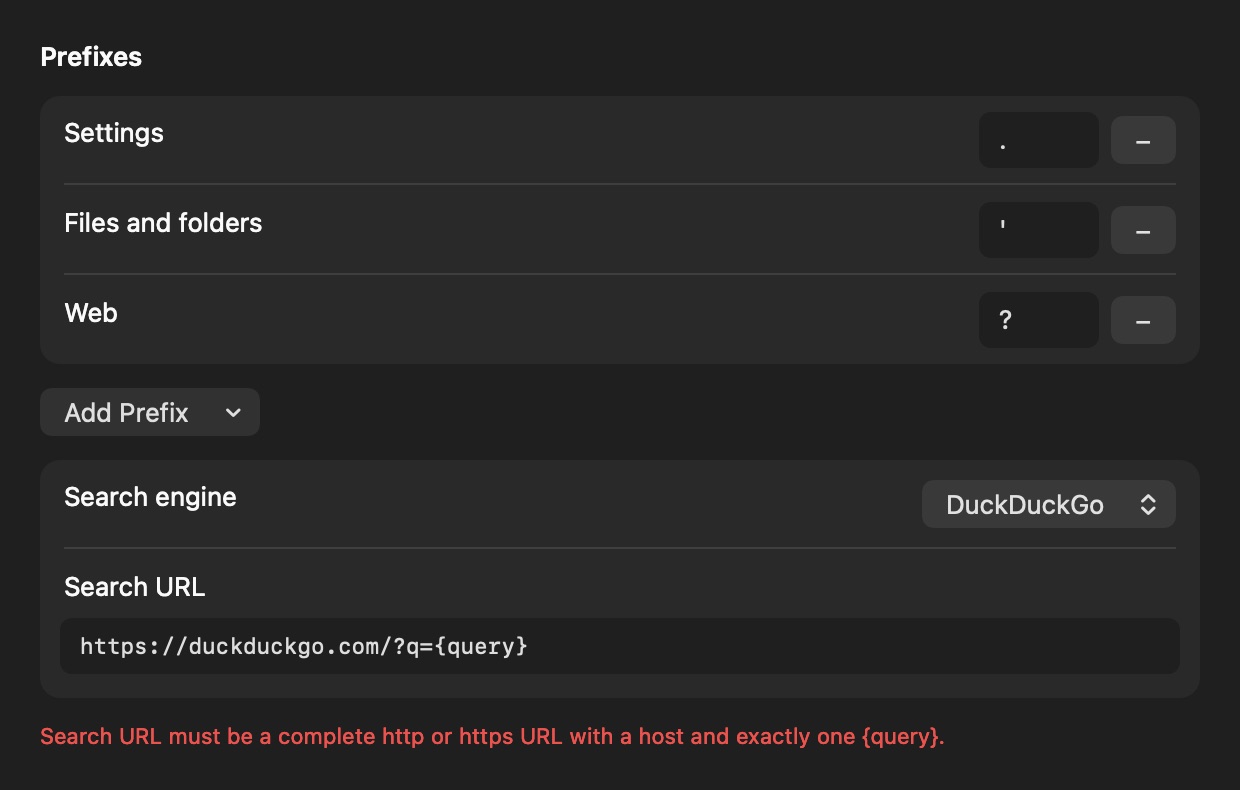 Prefixes
Settings . –
Files and folders ' –
Web ? –
Add Prefix
Search engine DuckDuckGo
Search URL
https://duckduckgo.com/?q={query}
Search URL must be a complete http or https URL with a host and exactly one {query}.